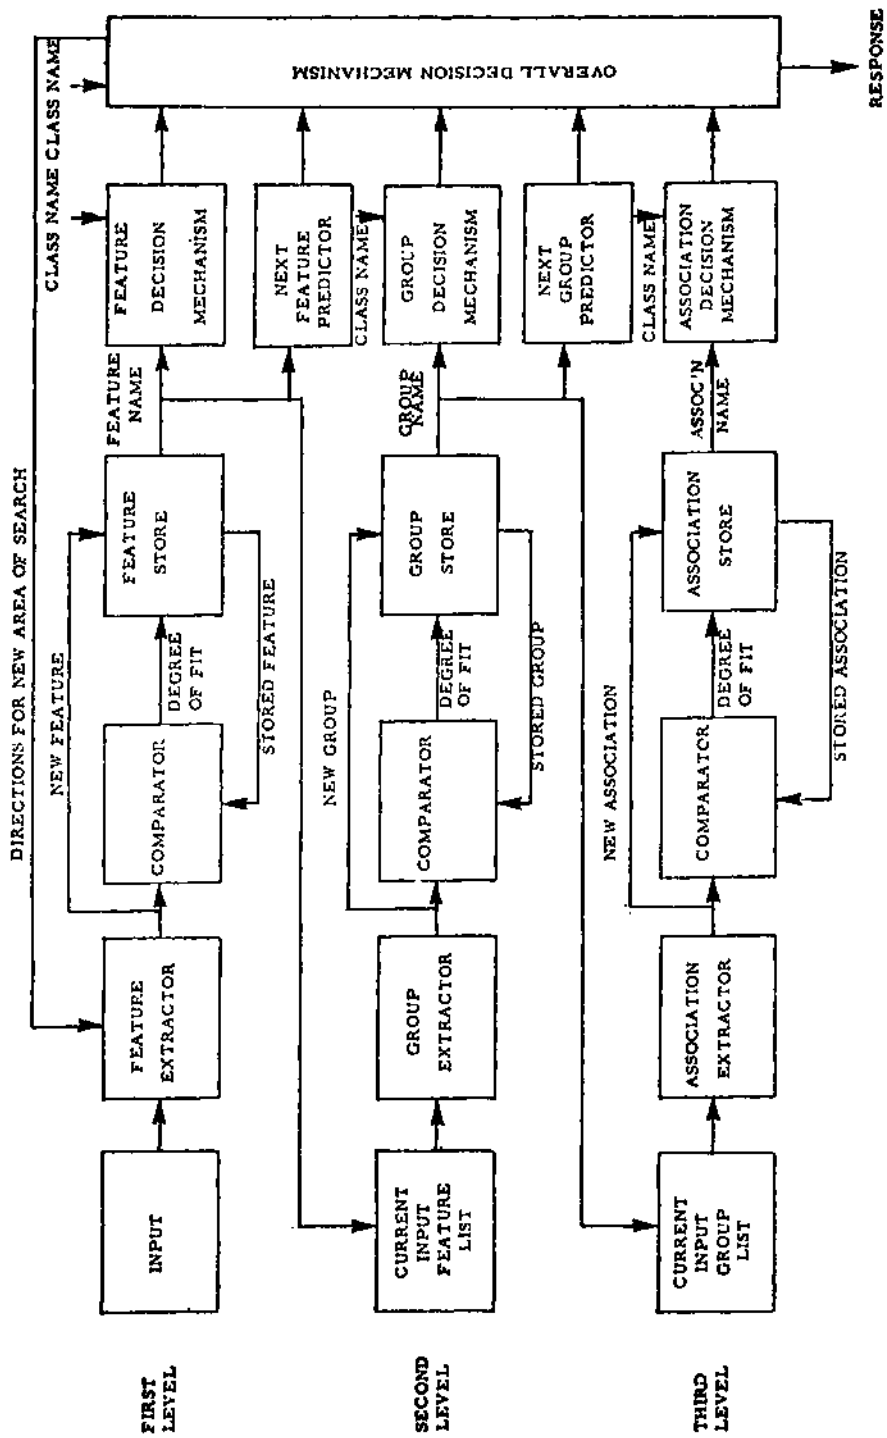 DIRECTIONS FOR NEW AREA OF SEARCH
CLASS NAME
CLASS NAME
NEW FEATURE
FIRST
LEVEL
INPUT
FEATURE
EXTRACTOR
COMPARATOR
DEGREE
OF FIT
FEATURE
STORE
STORED FEATURE
FEATURE
NAME
FEATURE
DECISION
MECHANISM
NEXT
FEATURE
PREDICTOR
CLASS NAME
OVERALL DECISION MECHANISM
NEW GROUP
SECOND
LEVEL
CURRENT
INPUT
FEATURE
LIST
GROUP
EXTRACTOR
COMPARATOR
DEGREE
OF FIT
GROUP
STORE
STORED GROUP
GROUP
NAME
GROUP
DECISION
MECHANISM
NEXT
GROUP
PREDICTOR
CLASS NAME
NEW ASSOCIATION
THIRD
LEVEL
CURRENT
INPUT
GROUP
LIST
ASSOCIATION
EXTRACTOR
COMPARATOR
DEGREE
OF FIT
ASSOCIATION
STORE
STORED ASSOCIATION
ASSOC'N
NAME
ASSOCIATION
DECISION
MECHANISM
RESPONSE